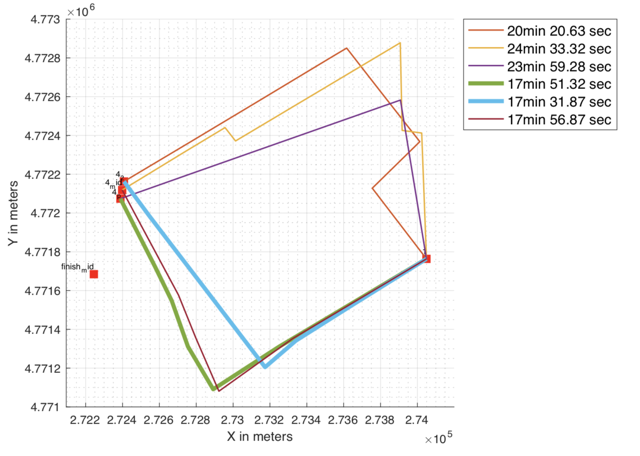 ×10⁶
4.773
4.7728
4.7726
4.7724
4.7722
4.772
4.7718
4.7716
4.7714
4.7712
4.771
Y in meters
finish_mid
2.722 2.724 2.726 2.728 2.73 2.732 2.734 2.736 2.738 2.74
X in meters
×10⁵
20min 20.63 sec
24min 33.32 sec
23min 59.28 sec
17min 51.32 sec
17min 31.87 sec
17min 56.87 sec